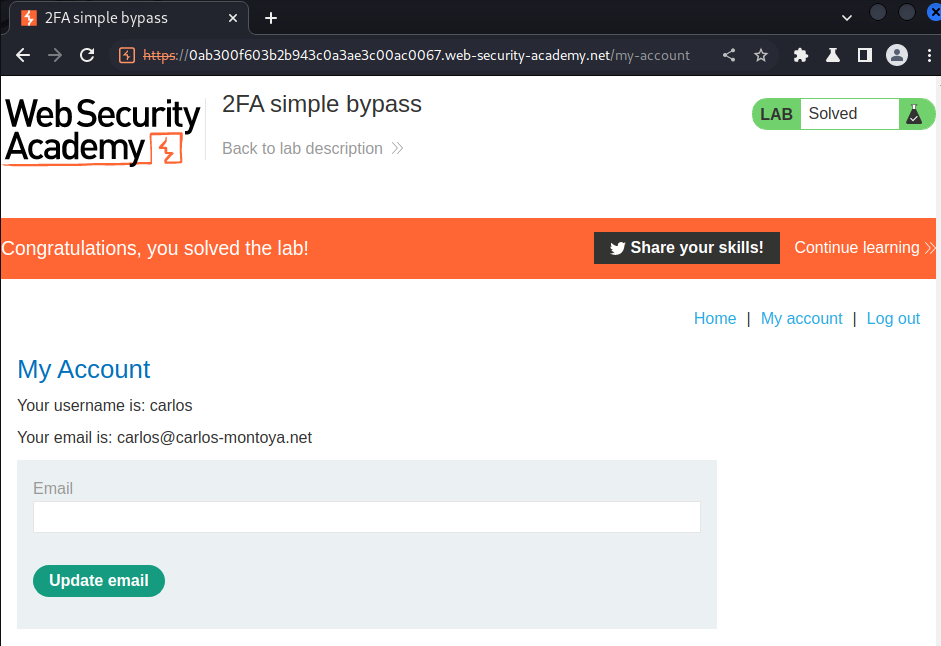 2FA simple bypass
https://0ab300f603b2b943c0a3ae3c00ac0067.web-security-academy.net/my-account
Web Security
Academy
2FA simple bypass
Back to lab description
LAB Solved
Congratulations, you solved the lab!
Share your skills!
Continue learning
Home | My account | Log out
My Account
Your username is: carlos
Your email is: carlos@carlos-montoya.net
Email
Update email